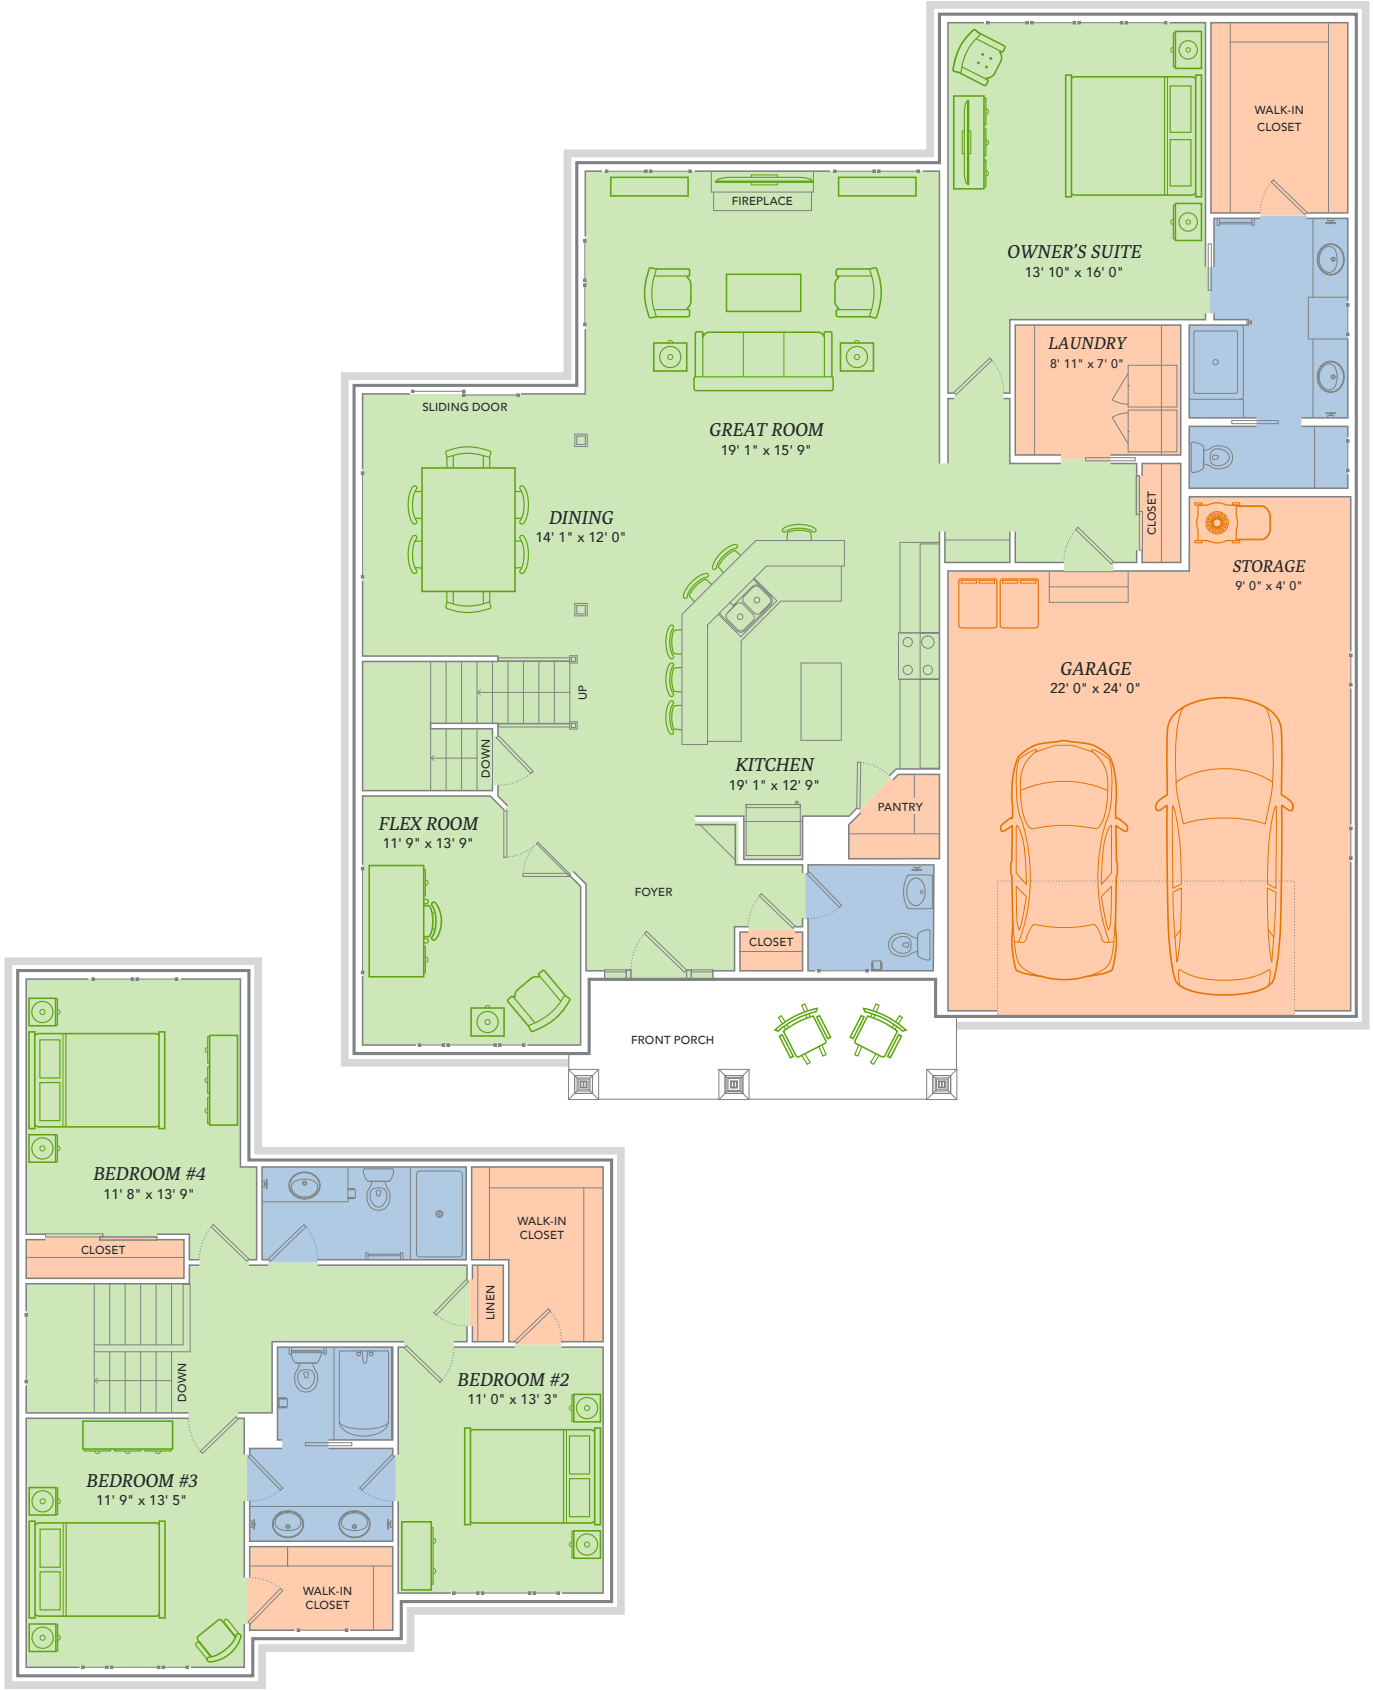 WALK-IN
CLOSET
FIREPLACE
OWNER'S SUITE
13' 10" x 16' 0"
LAUNDRY
8' 11" x 7' 0"
SLIDING DOOR
GREAT ROOM
19' 1" x 15' 9"
CLOSET
DINING
14' 1" x 12' 0"
STORAGE
9' 0" x 4' 0"
GARAGE
22' 0" x 24' 0"
UP
DOWN
KITCHEN
19' 1" x 12' 9"
PANTRY
FLEX ROOM
11' 9" x 13' 9"
FOYER
CLOSET
FRONT PORCH
BEDROOM #4
11' 8" x 13' 9"
WALK-IN
CLOSET
CLOSET
LINEN
DOWN
BEDROOM #2
11' 0" x 13' 3"
BEDROOM #3
11' 9" x 13' 5"
WALK-IN
CLOSET